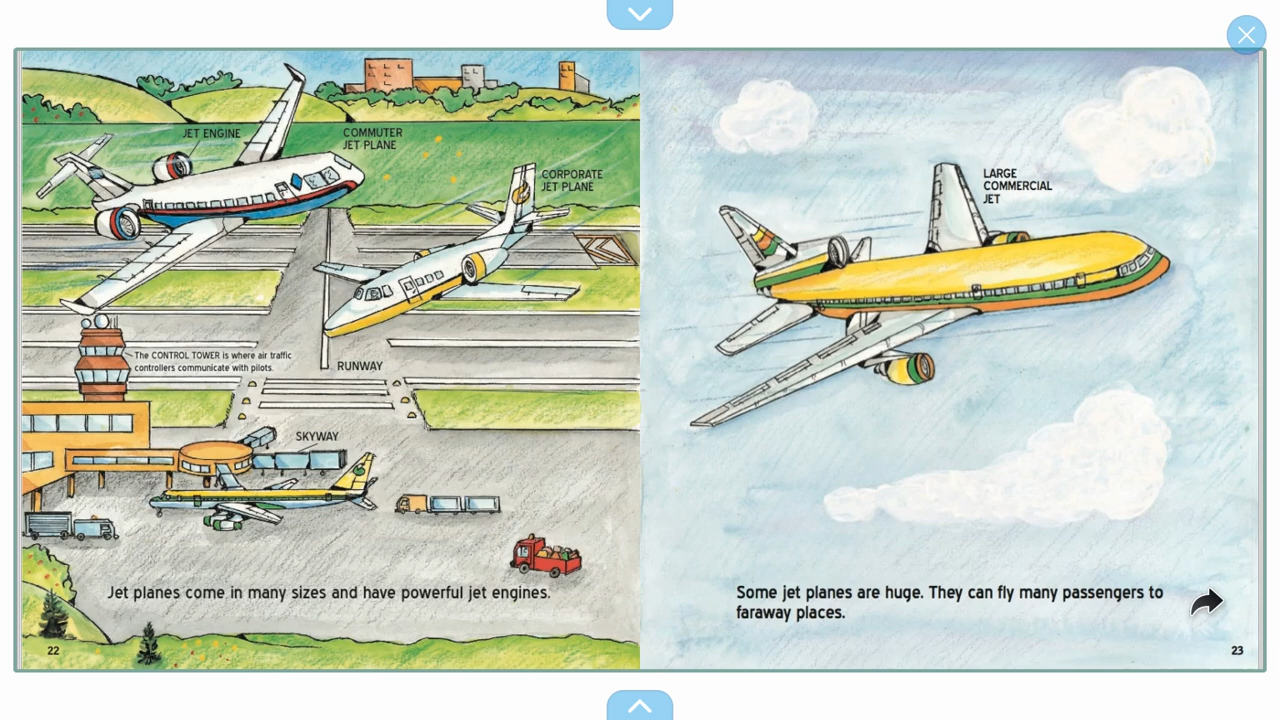 JET ENGINE
COMMUTER
JET PLANE
CORPORATE
JET PLANE
The CONTROL TOWER is where air traffic
controllers communicate with pilots.
RUNWAY
SKYWAY
Jet planes come in many sizes and have powerful jet engines.
22
LARGE
COMMERCIAL
JET
Some jet planes are huge. They can fly many passengers to
faraway places.
23